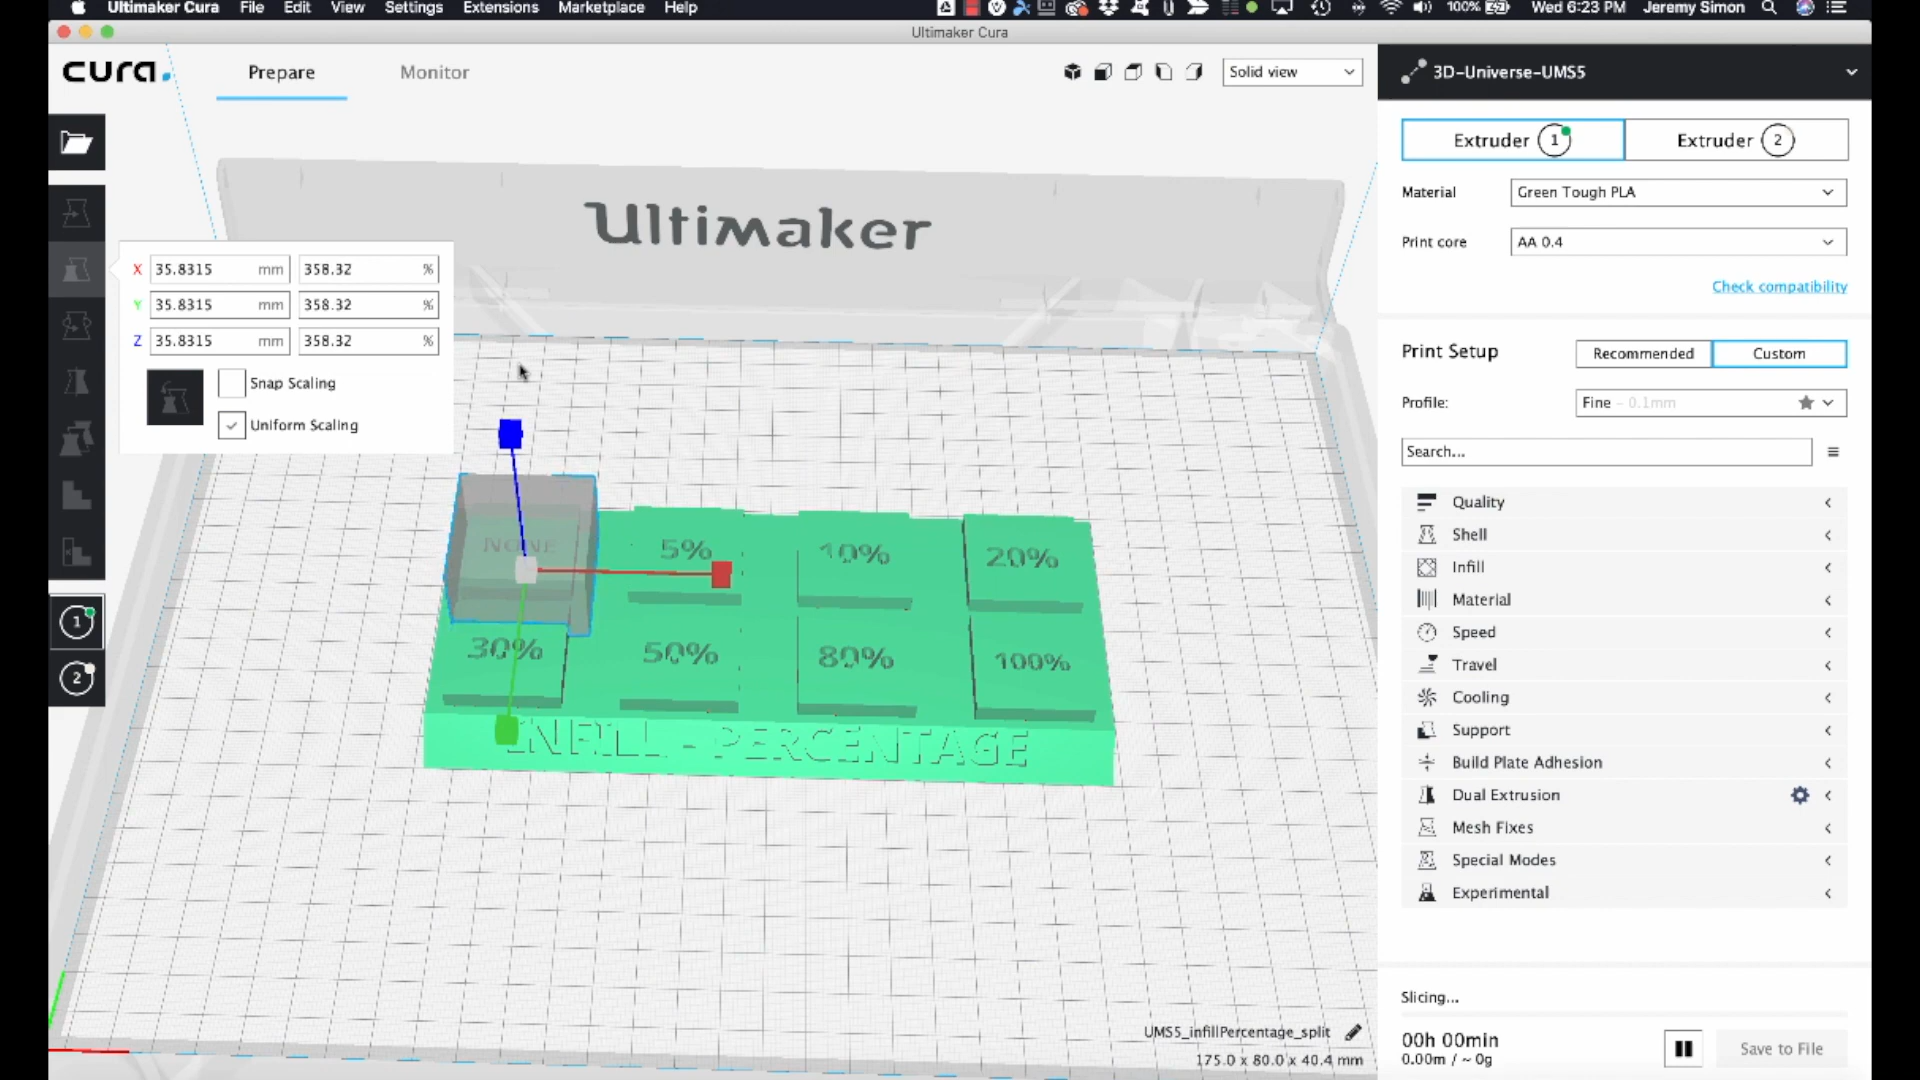 Ultimaker Cura File Edit View Settings Extensions Marketplace Help 100% Wed 6:23 PM Jeremy Simon
Ultimaker Cura
cura. Prepare Monitor Solid view 3D-Universe-UMS5
Extruder 1 Extruder 2
Material Green Tough PLA
Print core AA 0.4
Check compatibility
Ultimaker
X 35.8315 mm 358.32 %
Y 35.8315 mm 358.32 %
Z 35.8315 mm 358.32 %
Snap Scaling
Uniform Scaling
Print Setup Recommended Custom
Profile: Fine - 0.1mm
Search...
Quality
Shell
Infill
Material
Speed
Travel
Cooling
Support
Build Plate Adhesion
Dual Extrusion
Mesh Fixes
Special Modes
Experimental
NONE 5% 10% 20%
30% 50% 80% 100%
INFILL - PERCENTAGE
1
2
UMS5_infillPercentage_split
175.0 x 80.0 x 40.4 mm
Slicing...
00h 00min
0.00m / ~ 0g
Save to File